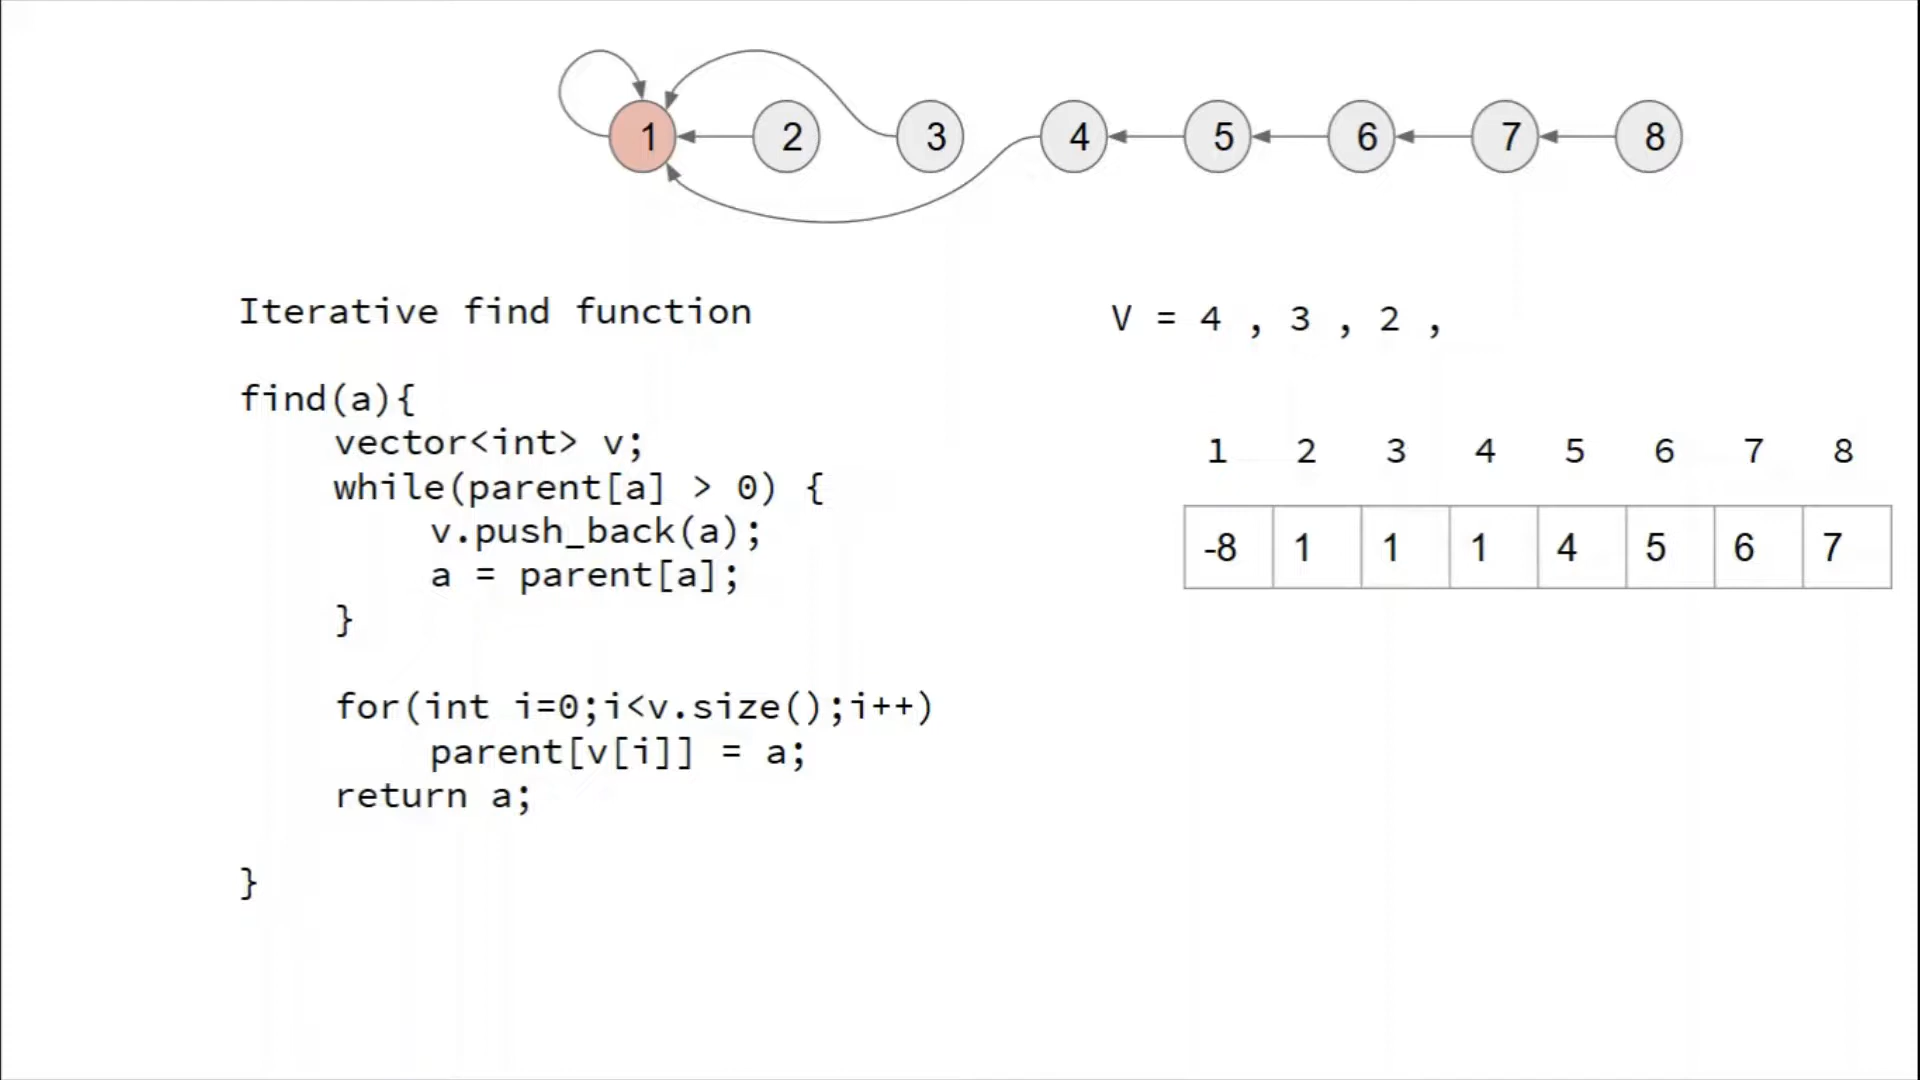 1 2 3 4 5 6 7 8
Iterative find function
V = 4 , 3 , 2 ,
find(a){
vector<int> v;
while(parent[a] > 0) {
v.push_back(a);
a = parent[a];
}
for(int i=0;i<v.size();i++)
parent[v[i]] = a;
return a;
}
1 2 3 4 5 6 7 8
-8 1 1 1 4 5 6 7